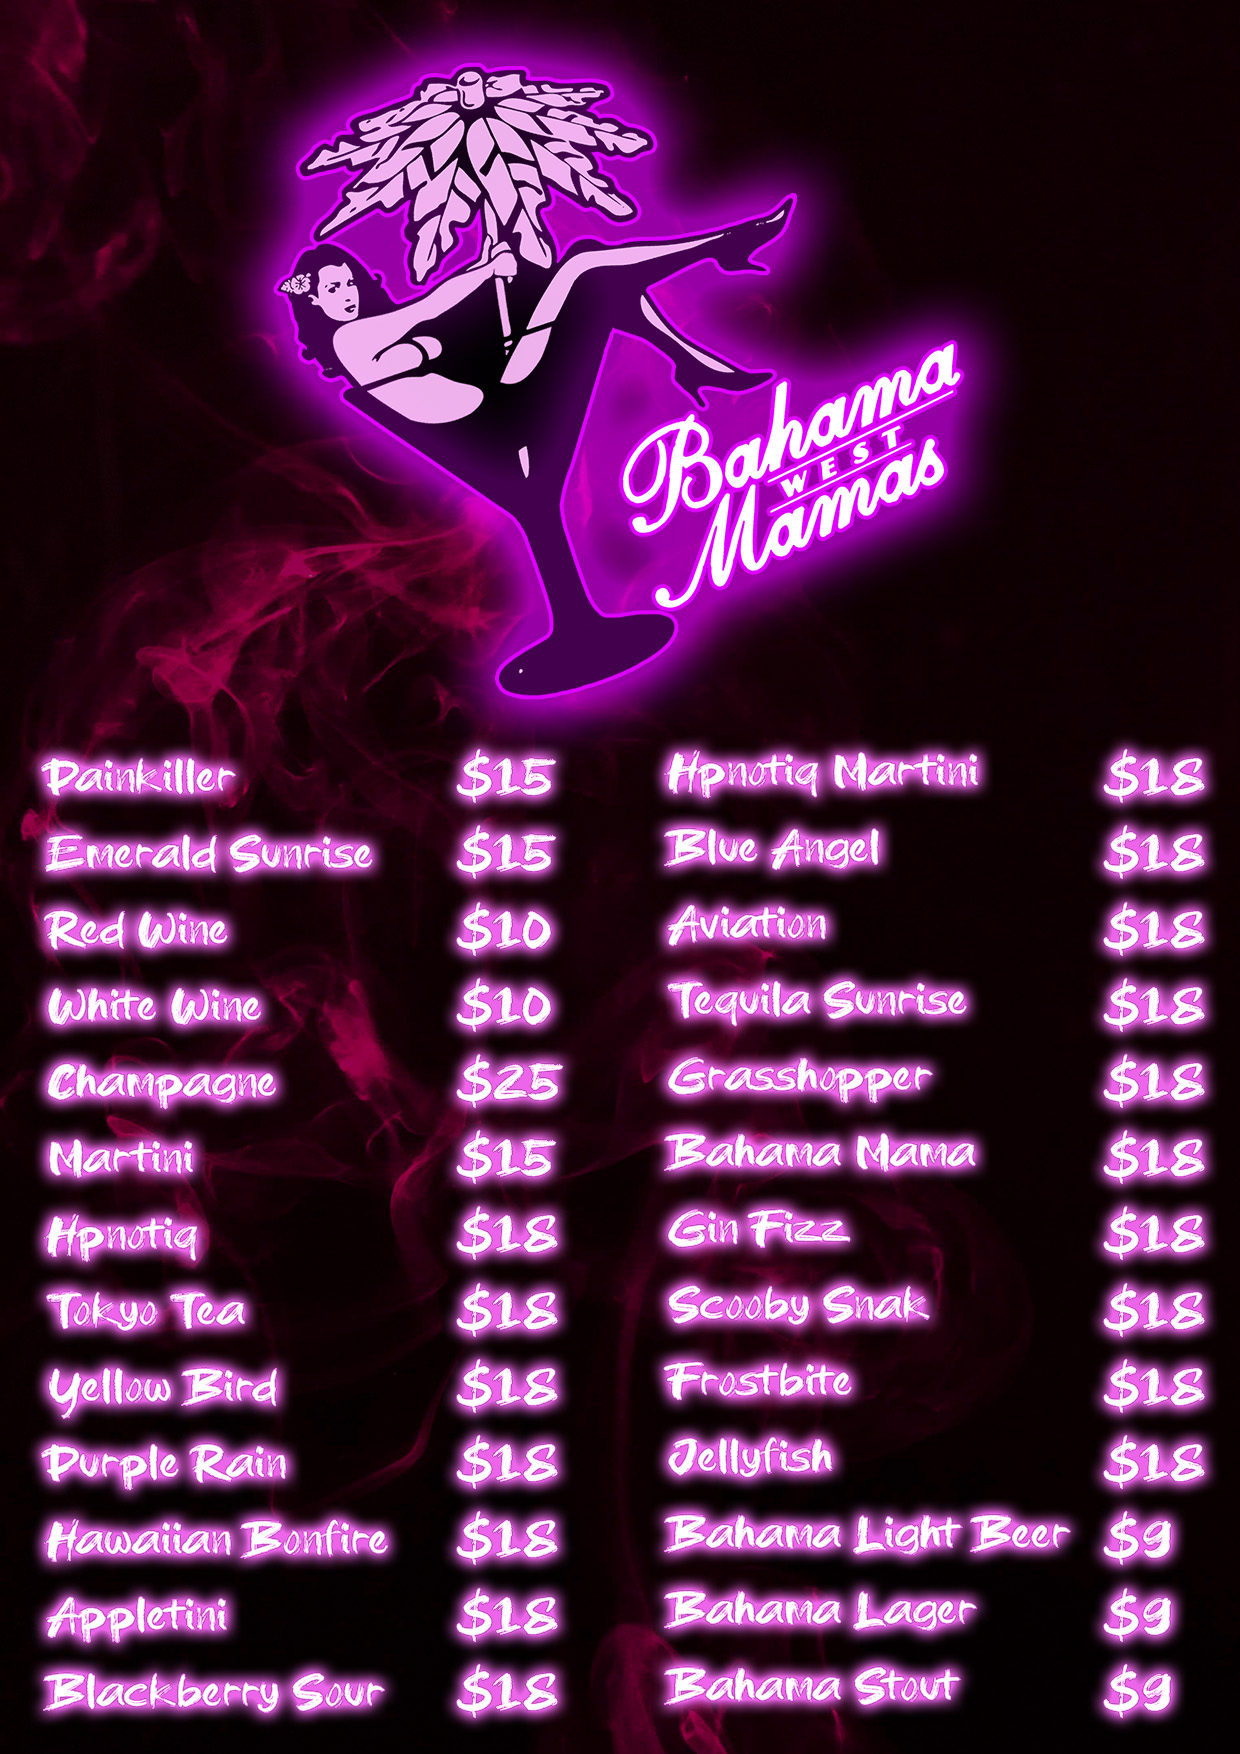 Bahama
WEST
Mamas
Painkiller $15
Emerald Sunrise $15
Red Wine $10
White Wine $10
Champagne $25
Martini $15
Hpnotiq $18
Tokyo Tea $18
Yellow Bird $18
Purple Rain $18
Hawaiian Bonfire $18
Appletini $18
Blackberry Sour $18
Hpnotiq Martini $18
Blue Angel $18
Aviation $18
Tequila Sunrise $18
Grasshopper $18
Bahama Mama $18
Gin Fizz $18
Scooby Snak $18
Frostbite $18
Jellyfish $18
Bahama Light Beer $9
Bahama Lager $9
Bahama Stout $9